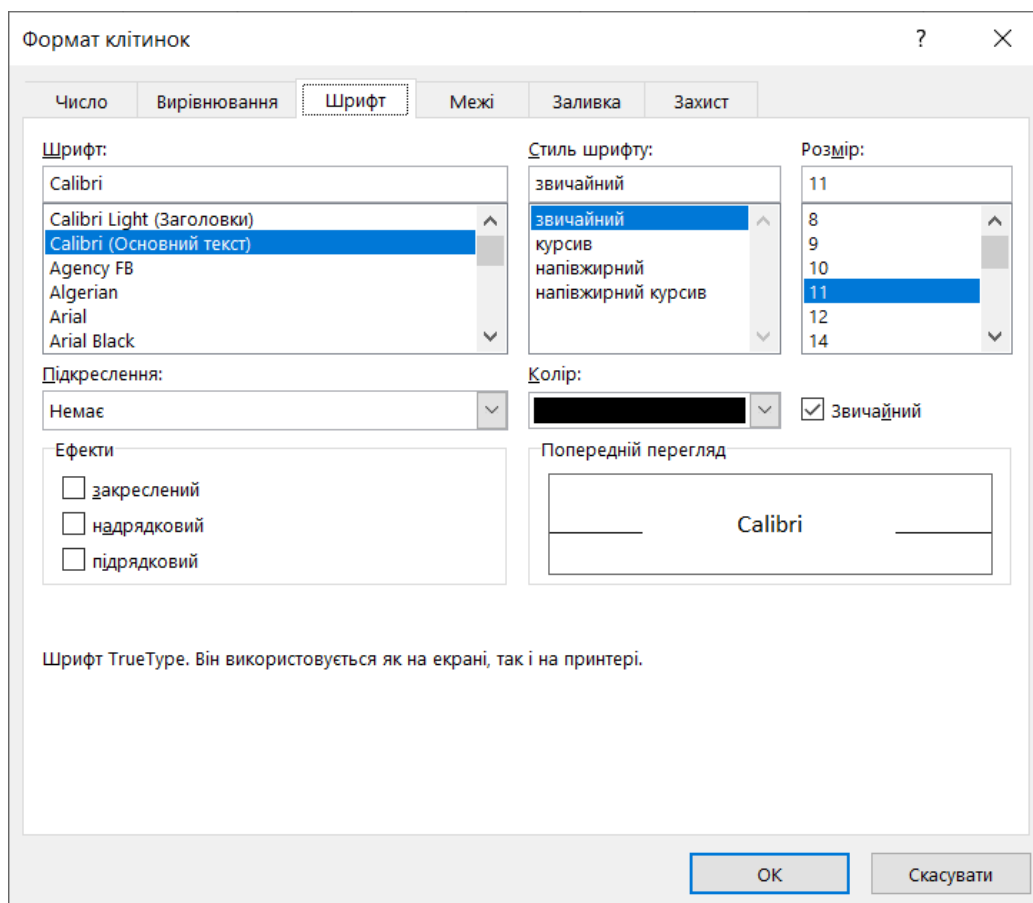 Формат клітинок ?
Число Вирівнювання Шрифт Межі Заливка Захист
Шрифт: Стиль шрифту: Розмір:
Calibri звичайний 11
Calibri Light (Заголовки) звичайний 8
Calibri (Основний текст) курсив 9
Agency FB напівжирний 10
Algerian напівжирний курсив 11
Arial 12
Arial Black 14
Підкреслення: Колір:
Немає Звичайний
Ефекти Попередній перегляд
закреслений
надрядковий Calibri
підрядковий
Шрифт TrueType. Він використовується як на екрані, так і на принтері.
ОК Скасувати